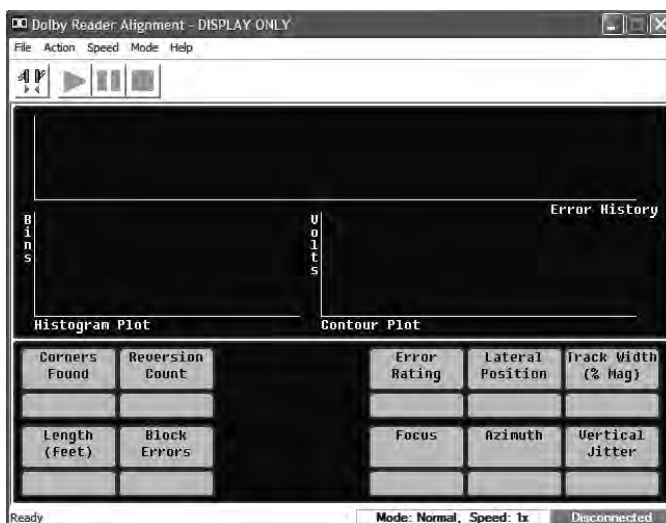 Dolby Reader Alignment - DISPLAY ONLY
File Action Speed Mode Help
Error History
Bins
Volts
Histogram Plot
Contour Plot
Corners Found
Reversion Count
Error Rating
Lateral Position
Track Width (% Mag)
Length (feet)
Block Errors
Focus
Azimuth
Vertical Jitter
Ready
Mode: Normal, Speed: 1x
Disconnected